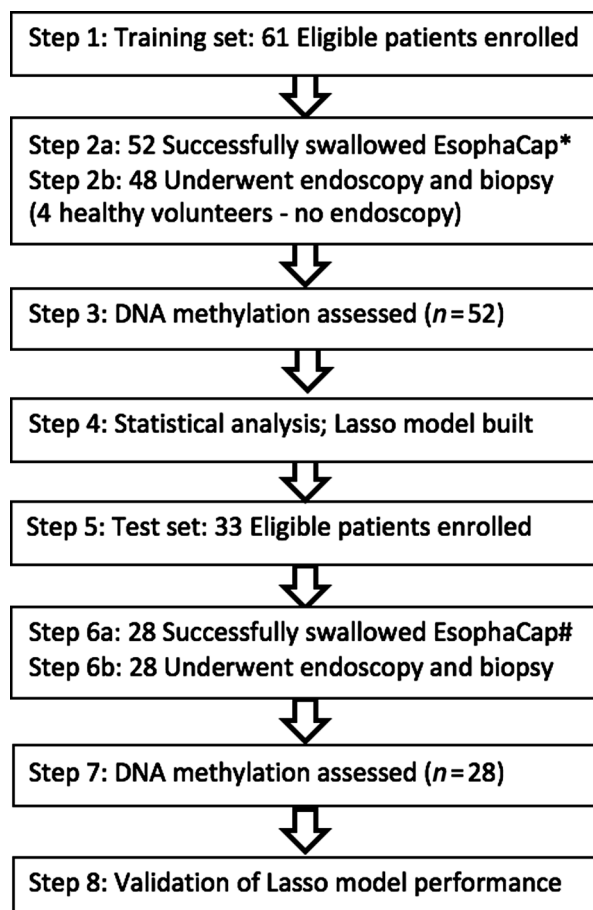 Step 1: Training set: 61 Eligible patients enrolled
Step 2a: 52 Successfully swallowed EsophaCap*
Step 2b: 48 Underwent endoscopy and biopsy
(4 healthy volunteers - no endoscopy)
Step 3: DNA methylation assessed (n=52)
Step 4: Statistical analysis; Lasso model built
Step 5: Test set: 33 Eligible patients enrolled
Step 6a: 28 Successfully swallowed EsophaCap#
Step 6b: 28 Underwent endoscopy and biopsy
Step 7: DNA methylation assessed (n=28)
Step 8: Validation of Lasso model performance